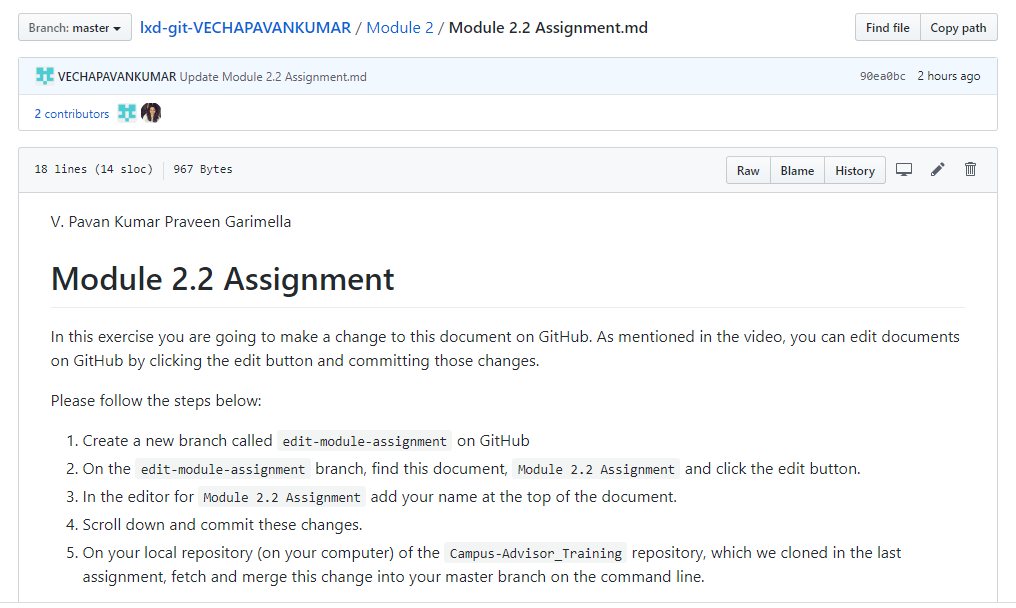 Branch: master lxd-git-VECHAPAVANKUMAR / Module 2 / Module 2.2 Assignment.md Find file Copy path
VECHAPAVANKUMAR Update Module 2.2 Assignment.md 90ea0bc 2 hours ago
2 contributors
18 lines (14 sloc) 967 Bytes Raw Blame History
V. Pavan Kumar Praveen Garimella
Module 2.2 Assignment
In this exercise you are going to make a change to this document on GitHub. As mentioned in the video, you can edit documents
on GitHub by clicking the edit button and committing those changes.
Please follow the steps below:
1. Create a new branch called edit-module-assignment on GitHub
2. On the edit-module-assignment branch, find this document, Module 2.2 Assignment and click the edit button.
3. In the editor for Module 2.2 Assignment add your name at the top of the document.
4. Scroll down and commit these changes.
5. On your local repository (on your computer) of the Campus-Advisor_Training repository, which we cloned in the last
assignment, fetch and merge this change into your master branch on the command line.